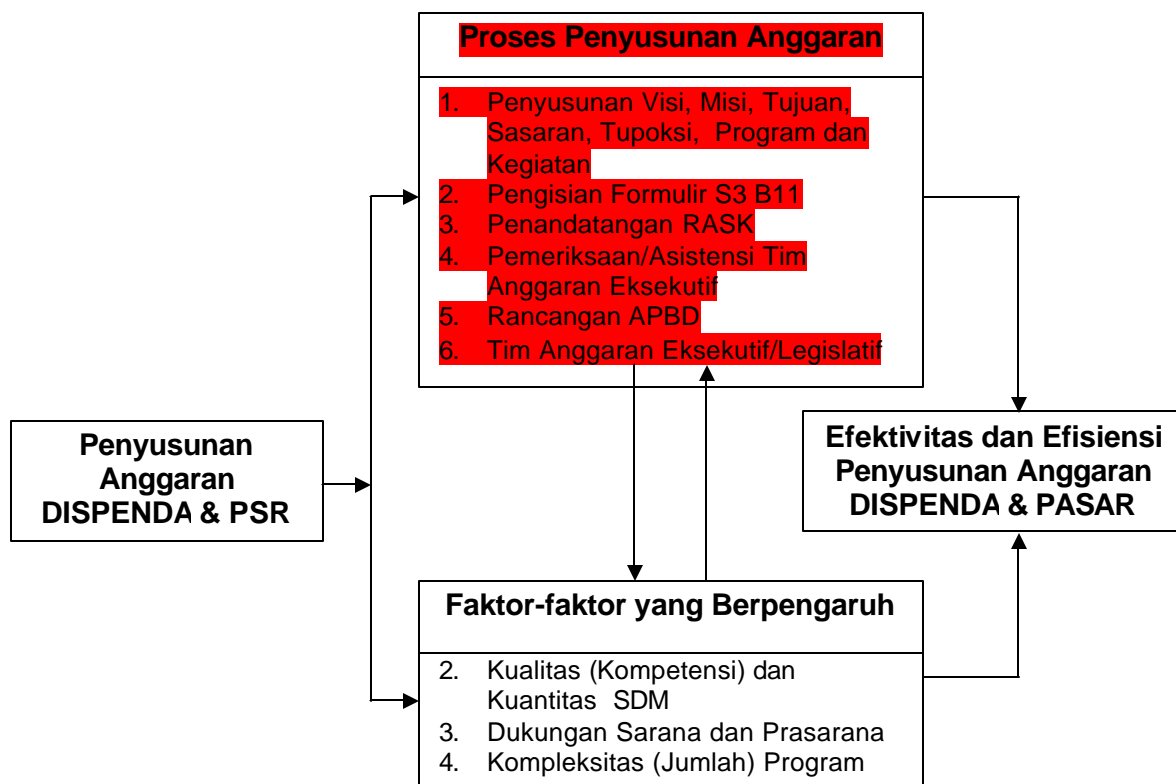 Proses Penyusunan Anggaran
1. Penyusunan Visi, Misi, Tujuan,
Sasaran, Tupoksi, Program dan
Kegiatan
2. Pengisian Formulir S3 B11
3. Penandatangan RASK
4. Pemeriksaan/Asistensi Tim
Anggaran Eksekutif
5. Rancangan APBD
6. Tim Anggaran Eksekutif/Legislatif
Penyusunan
Anggaran
DISPENDA & PSR
Efektivitas dan Efisiensi
Penyusunan Anggaran
DISPENDA & PASAR
Faktor-faktor yang Berpengaruh
2. Kualitas (Kompetensi) dan
Kuantitas SDM
3. Dukungan Sarana dan Prasarana
4. Kompleksitas (Jumlah) Program